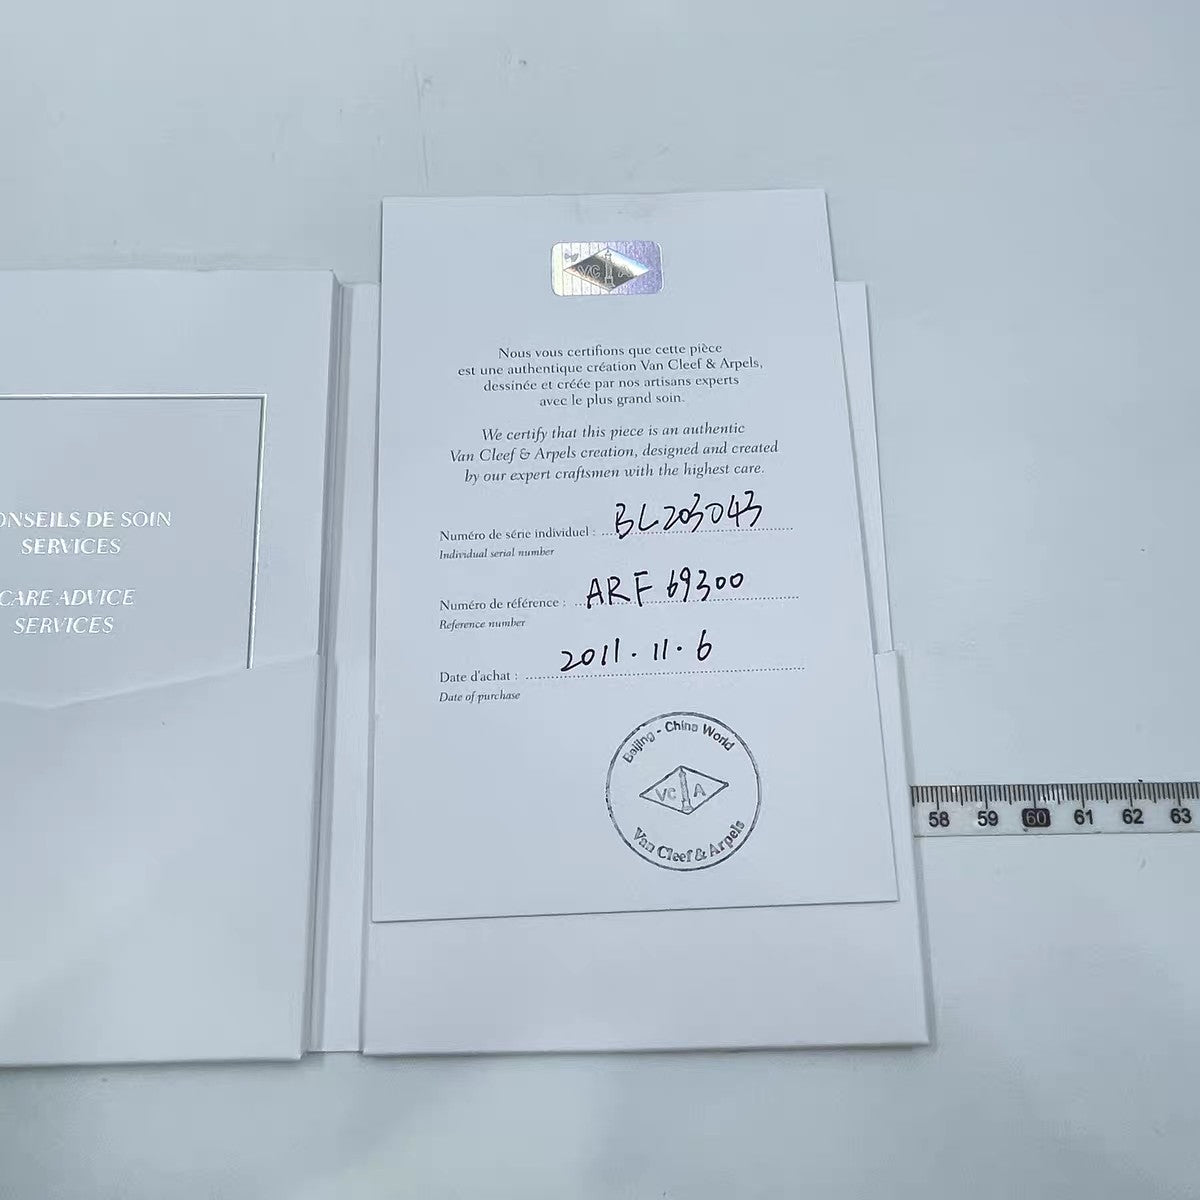 ONSEILS DE SOIN
SERVICES
CARE ADVICE
SERVICES
VC A
Nous vous certifions que cette pièce
est une authentique création Van Cleef & Arpels,
dessinée et créée par nos artisans experts
avec le plus grand soin.
We certify that this piece is an authentic
Van Cleef & Arpels creation, designed and created
by our expert craftsmen with the highest care.
Numéro de série individuel : BL203043
Individual serial number
Numéro de référence : ARF69300
Reference number
Date d'achat : 2011.11.6
Date of purchase
Beijing - China World
VC A
Van Cleef & Arpels
58 59 60 61 62 63